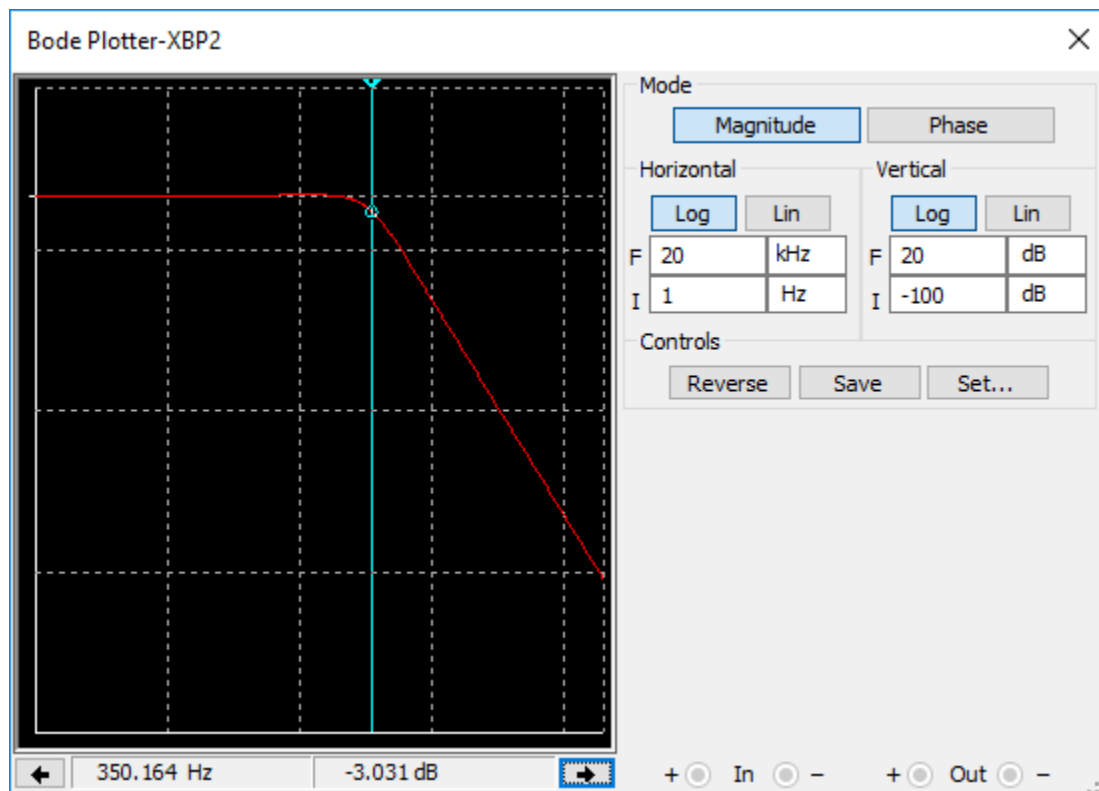 Bode Plotter-XBP2
Mode
Magnitude Phase
Horizontal Vertical
Log Lin Log Lin
F 20 kHz F 20 dB
I 1 Hz I -100 dB
Controls
Reverse Save Set...
350.164 Hz -3.031 dB + In − + Out −